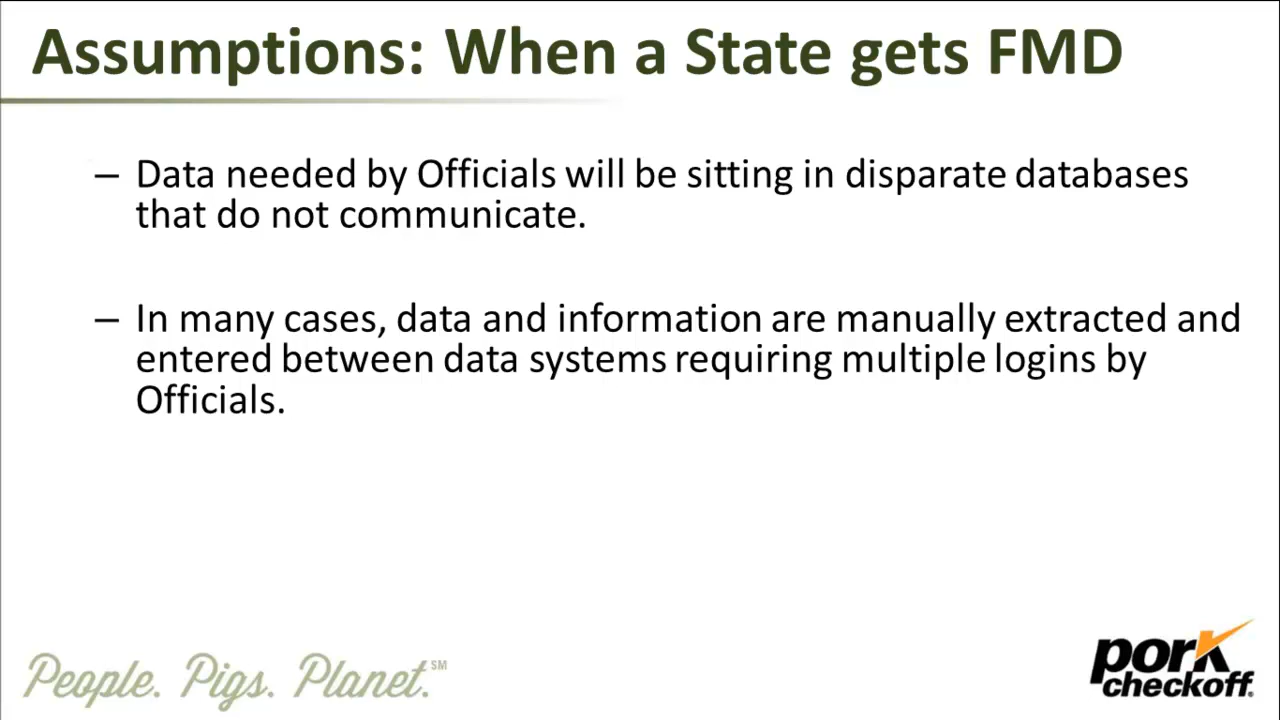 Assumptions: When a State gets FMD
– Data needed by Officials will be sitting in disparate databases
that do not communicate.
– In many cases, data and information are manually extracted and
entered between data systems requiring multiple logins by
Officials.
People. Pigs. Planet.℠
pork
checkoff®